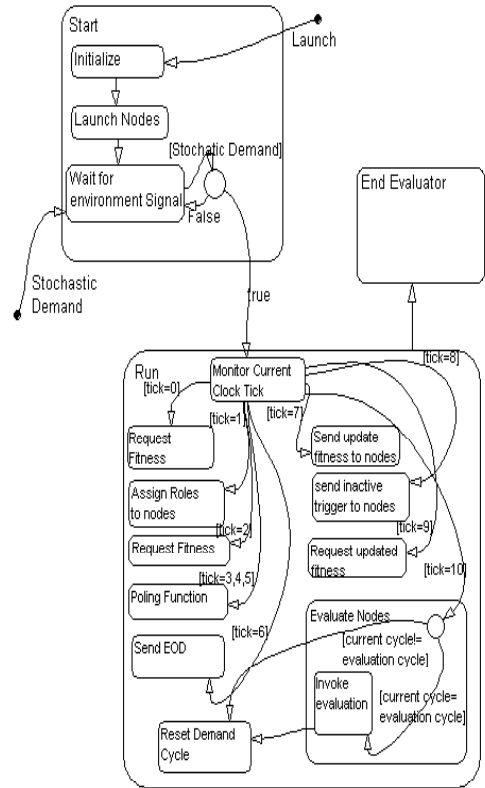 Start
Launch
Initialize
Launch Nodes
[Stochatic Demand]
Wait for
environment Signal
False
End Evaluator
Stochastic
Demand
true
Run
Monitor Current
Clock Tick
[tick=8]
[tick=0]
[tick=1]
[tick=7]
Request
Fitness
Send update
fitness to nodes
Assign Roles
to nodes
send inactive
trigger to nodes
[tick=2]
[tick=9]
Request Fitness
Request updated
fitness
[tick=3,4,5]
[tick=10]
Poling Function
Evaluate Nodes
[tick=6]
Send EOD
[current cycle!=
evaluation cycle]
Invoke
evaluation
[current cycle=
evaluation cycle]
Reset Demand
Cycle